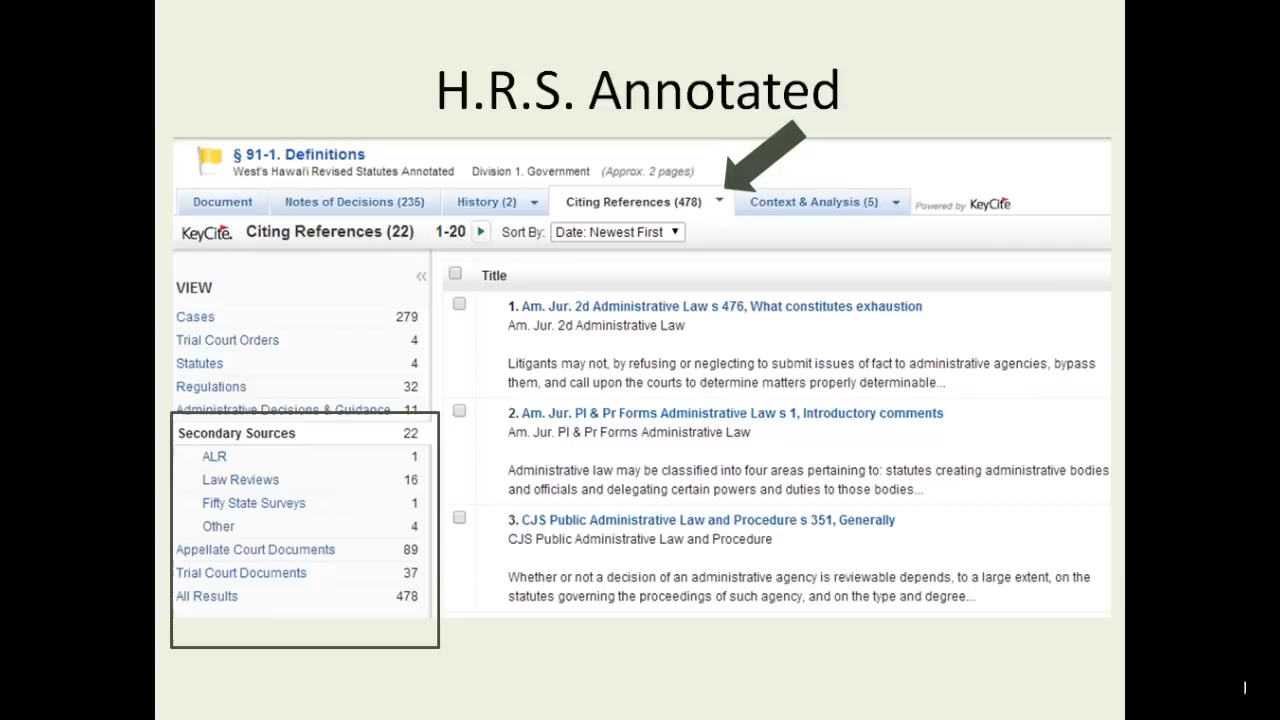 H.R.S. Annotated
§ 91-1. Definitions
West's Hawai'i Revised Statutes Annotated Division 1. Government (Approx. 2 pages)
Document Notes of Decisions (235) History (2) Citing References (478) Context & Analysis (5) Powered by KeyCite
KeyCite. Citing References (22) 1-20 Sort By: Date: Newest First
VIEW
Cases 279
Trial Court Orders 4
Statutes 4
Regulations 32
Administrative Decisions & Guidance 11
Secondary Sources 22
ALR 1
Law Reviews 16
Fifty State Surveys 1
Other 4
Appellate Court Documents 89
Trial Court Documents 37
All Results 478
Title
1. Am. Jur. 2d Administrative Law s 476, What constitutes exhaustion
Am. Jur. 2d Administrative Law
Litigants may not, by refusing or neglecting to submit issues of fact to administrative agencies, bypass
them, and call upon the courts to determine matters properly determinable...
2. Am. Jur. Pl & Pr Forms Administrative Law s 1, Introductory comments
Am. Jur. Pl & Pr Forms Administrative Law
Administrative law may be classified into four areas pertaining to: statutes creating administrative bodies
and officials and delegating certain powers and duties to those bodies...
3. CJS Public Administrative Law and Procedure s 351, Generally
CJS Public Administrative Law and Procedure
Whether or not a decision of an administrative agency is reviewable depends, to a large extent, on the
statutes governing the proceedings of such agency, and on the type and degree...